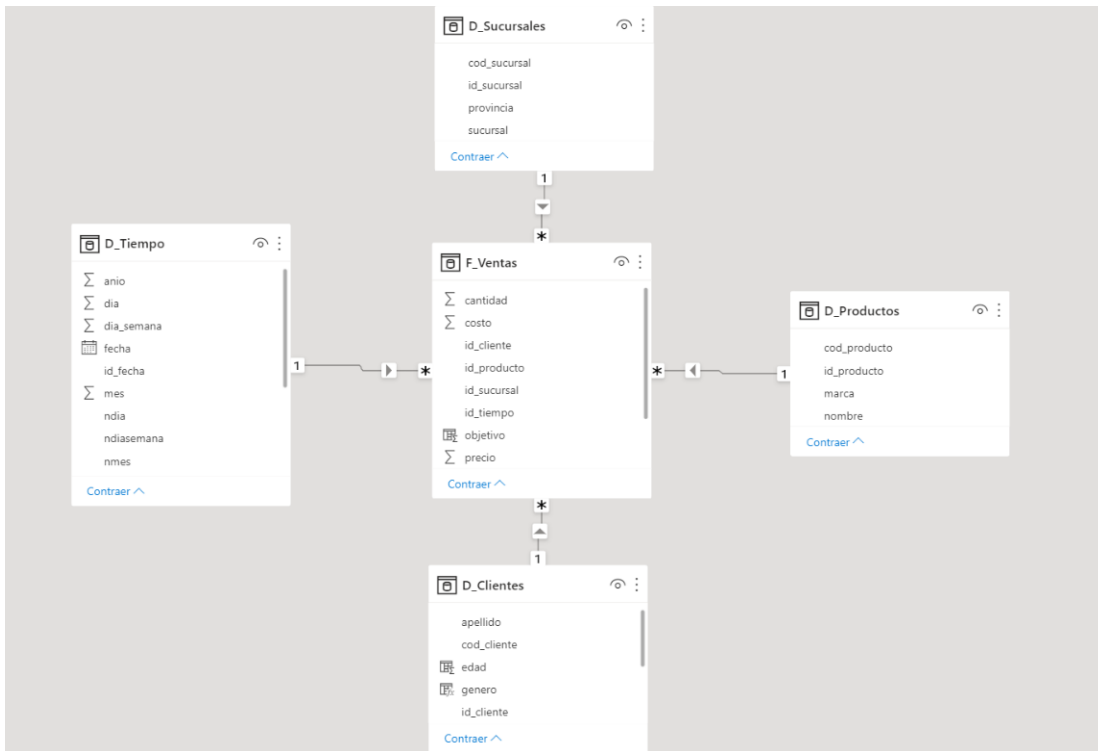 D_Sucursales
cod_sucursal
id_sucursal
provincia
sucursal
Contraer
1
*
D_Tiempo
anio
dia
dia_semana
fecha
id_fecha
mes
ndia
ndiasemana
nmes
Contraer
1
*
F_Ventas
cantidad
costo
id_cliente
id_producto
id_sucursal
id_tiempo
objetivo
precio
Contraer
*
1
D_Productos
cod_producto
id_producto
marca
nombre
Contraer
*
1
D_Clientes
apellido
cod_cliente
edad
genero
id_cliente
Contraer